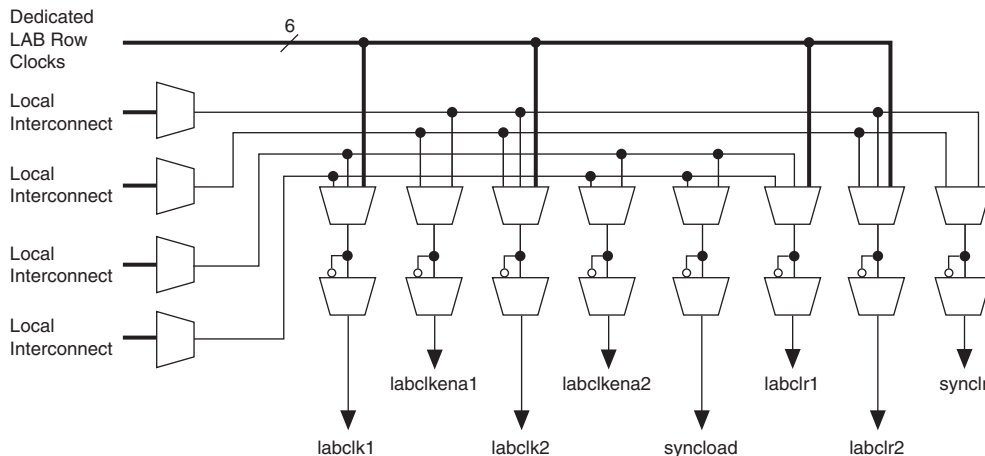 Dedicated
LAB Row
Clocks
6
Local
Interconnect
Local
Interconnect
Local
Interconnect
Local
Interconnect
labclkena1
labclkena2
labclr1
synclr
labclk1
labclk2
syncload
labclr2